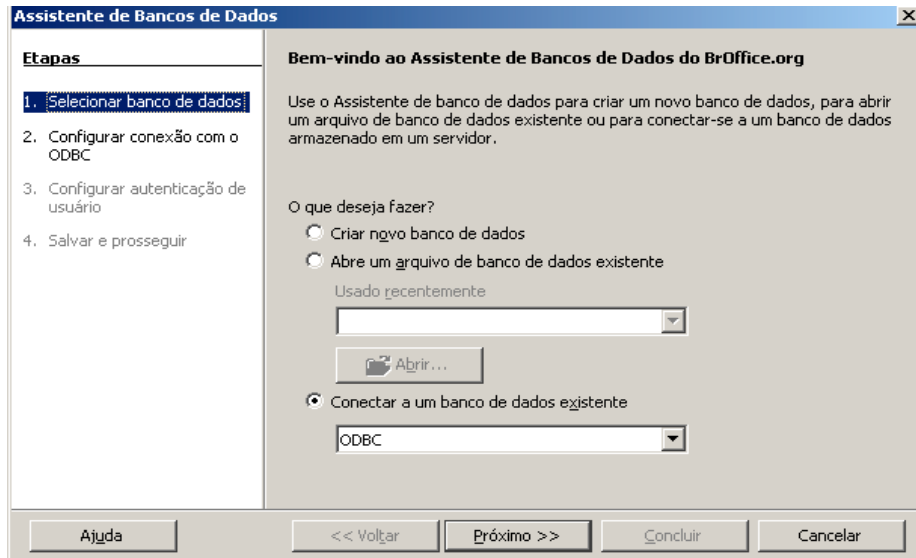 Assistente de Bancos de Dados
Etapas
1. Selecionar banco de dados
2. Configurar conexão com o
ODBC
3. Configurar autenticação de
usuário
4. Salvar e prosseguir
Bem-vindo ao Assistente de Bancos de Dados do BrOffice.org
Use o Assistente de banco de dados para criar um novo banco de dados, para abrir
um arquivo de banco de dados existente ou para conectar-se a um banco de dados
armazenado em um servidor.
O que deseja fazer?
Criar novo banco de dados
Abre um arquivo de banco de dados existente
Usado recentemente
Abrir...
Conectar a um banco de dados existente
ODBC
Ajuda
<< Voltar
Próximo >>
Concluir
Cancelar